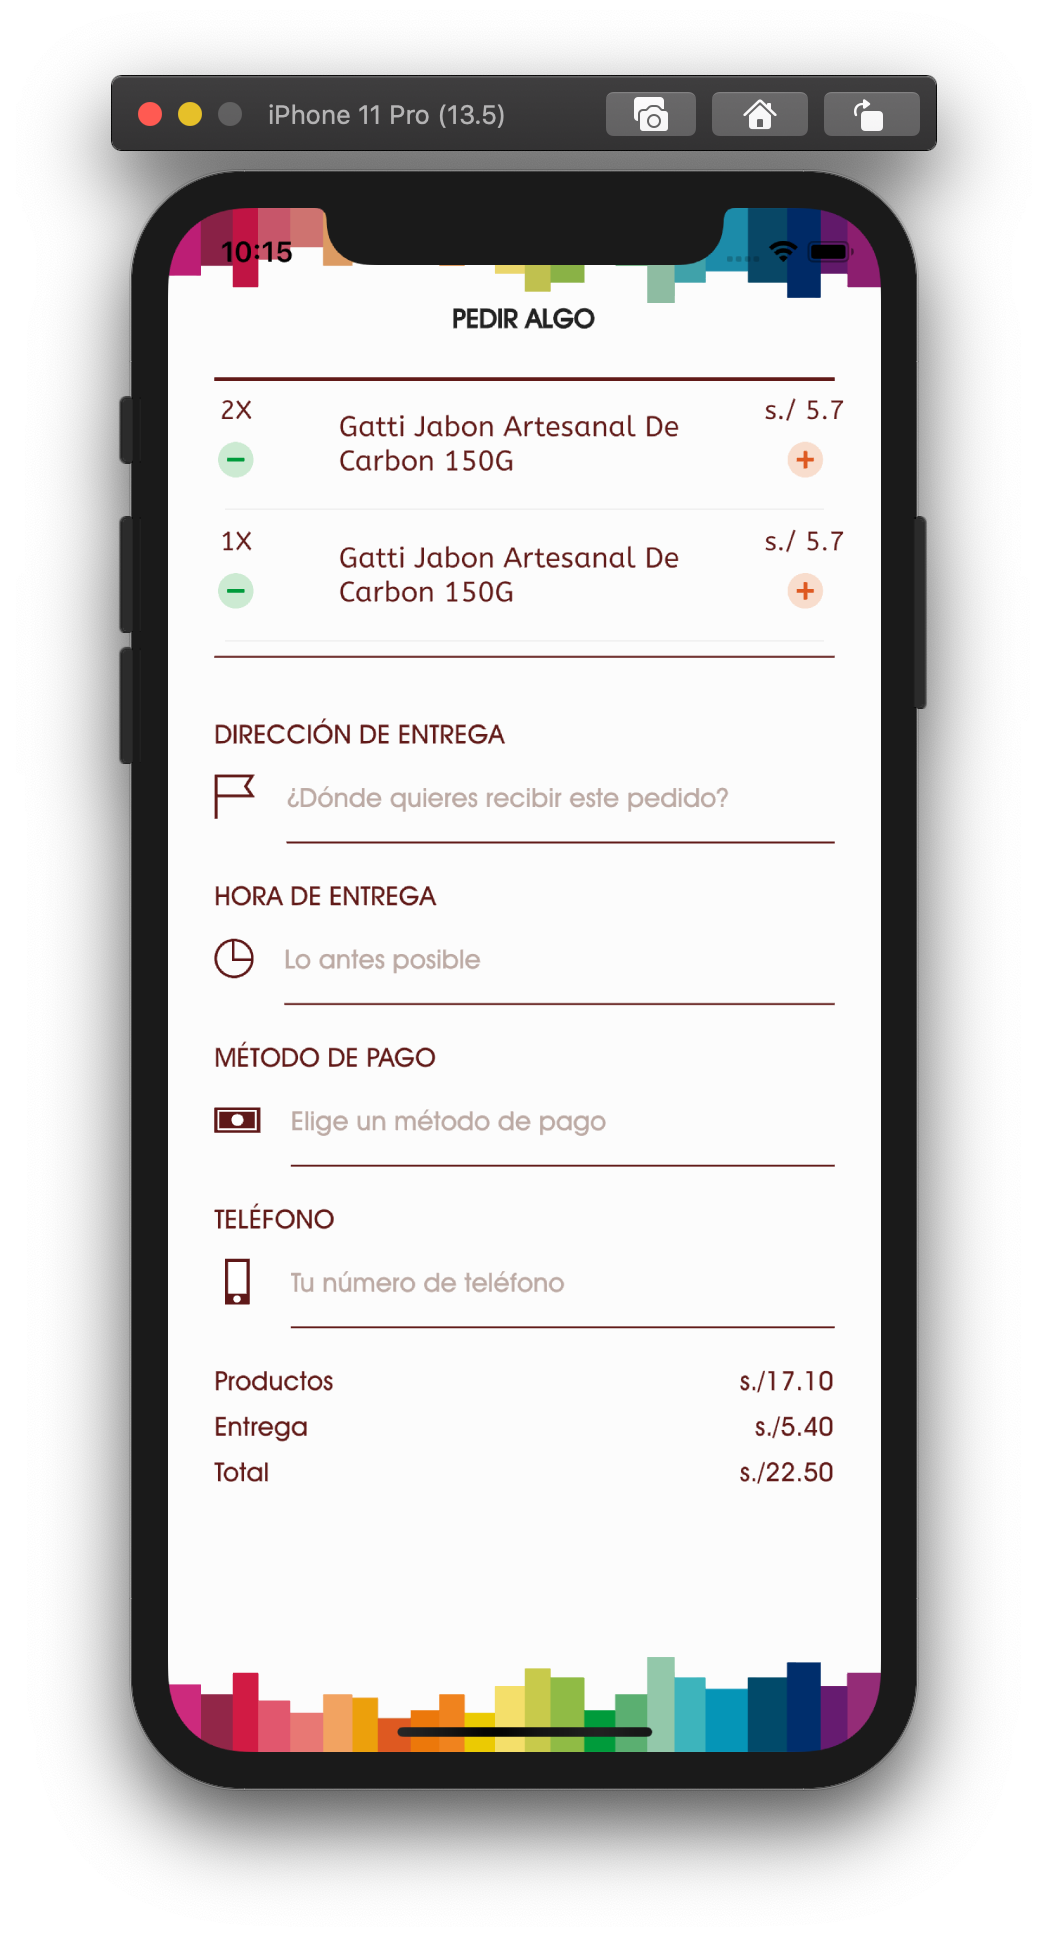 iPhone 11 Pro (13.5)
10:15
PEDIR ALGO
2X
s./ 5.7
Gatti Jabon Artesanal De
Carbon 150G
1X
s./ 5.7
Gatti Jabon Artesanal De
Carbon 150G
DIRECCIÓN DE ENTREGA
¿Dónde quieres recibir este pedido?
HORA DE ENTREGA
Lo antes posible
MÉTODO DE PAGO
Elige un método de pago
TELÉFONO
Tu número de teléfono
Productos s./17.10
Entrega s./5.40
Total s./22.50